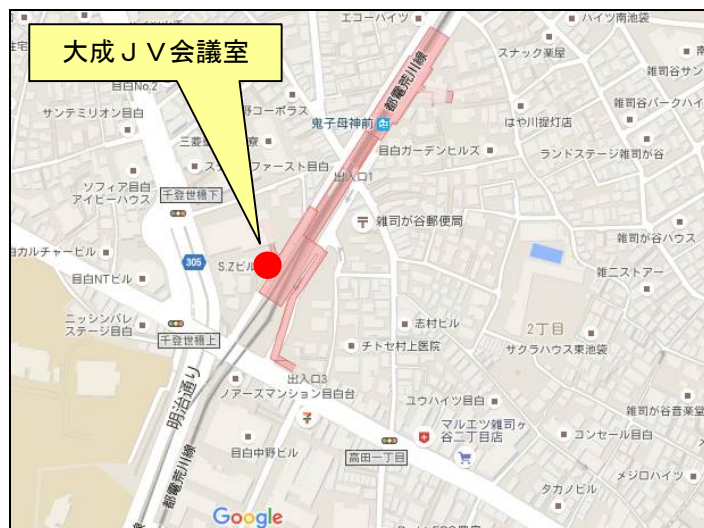 大成ＪＶ会議室
エコーハイツ
ハイツ南池袋
スナック楽屋
目白No.2
サンテミリオン目白
野コーポラス
都電荒川線
雑司谷パークハイ
鬼子母神前
はや川提灯店
目白ガーデンヒルズ
ランドステージ雑司が谷
ソフィア目白
アイビーハウス
千登世橋下
出入口1
雑司が谷郵便局
雑司が谷ハウス
白カルチャービル
305
S.Zビル
目白NTビル
雑二ストアー
ニッシンパレ
ステージ目白
千登世橋上
志村ビル
2丁目
チトセ村上医院
サクラハウス東池袋
明治通り
出入口3
ノアーズマンション目白台
ユウハイツ目白
雑司が谷音楽堂
都電荒川線
マルエツ雑司ヶ
谷二丁目店
コンセール目白
目白中野ビル
高田一丁目
メジロハイツ
タカノビル
Google